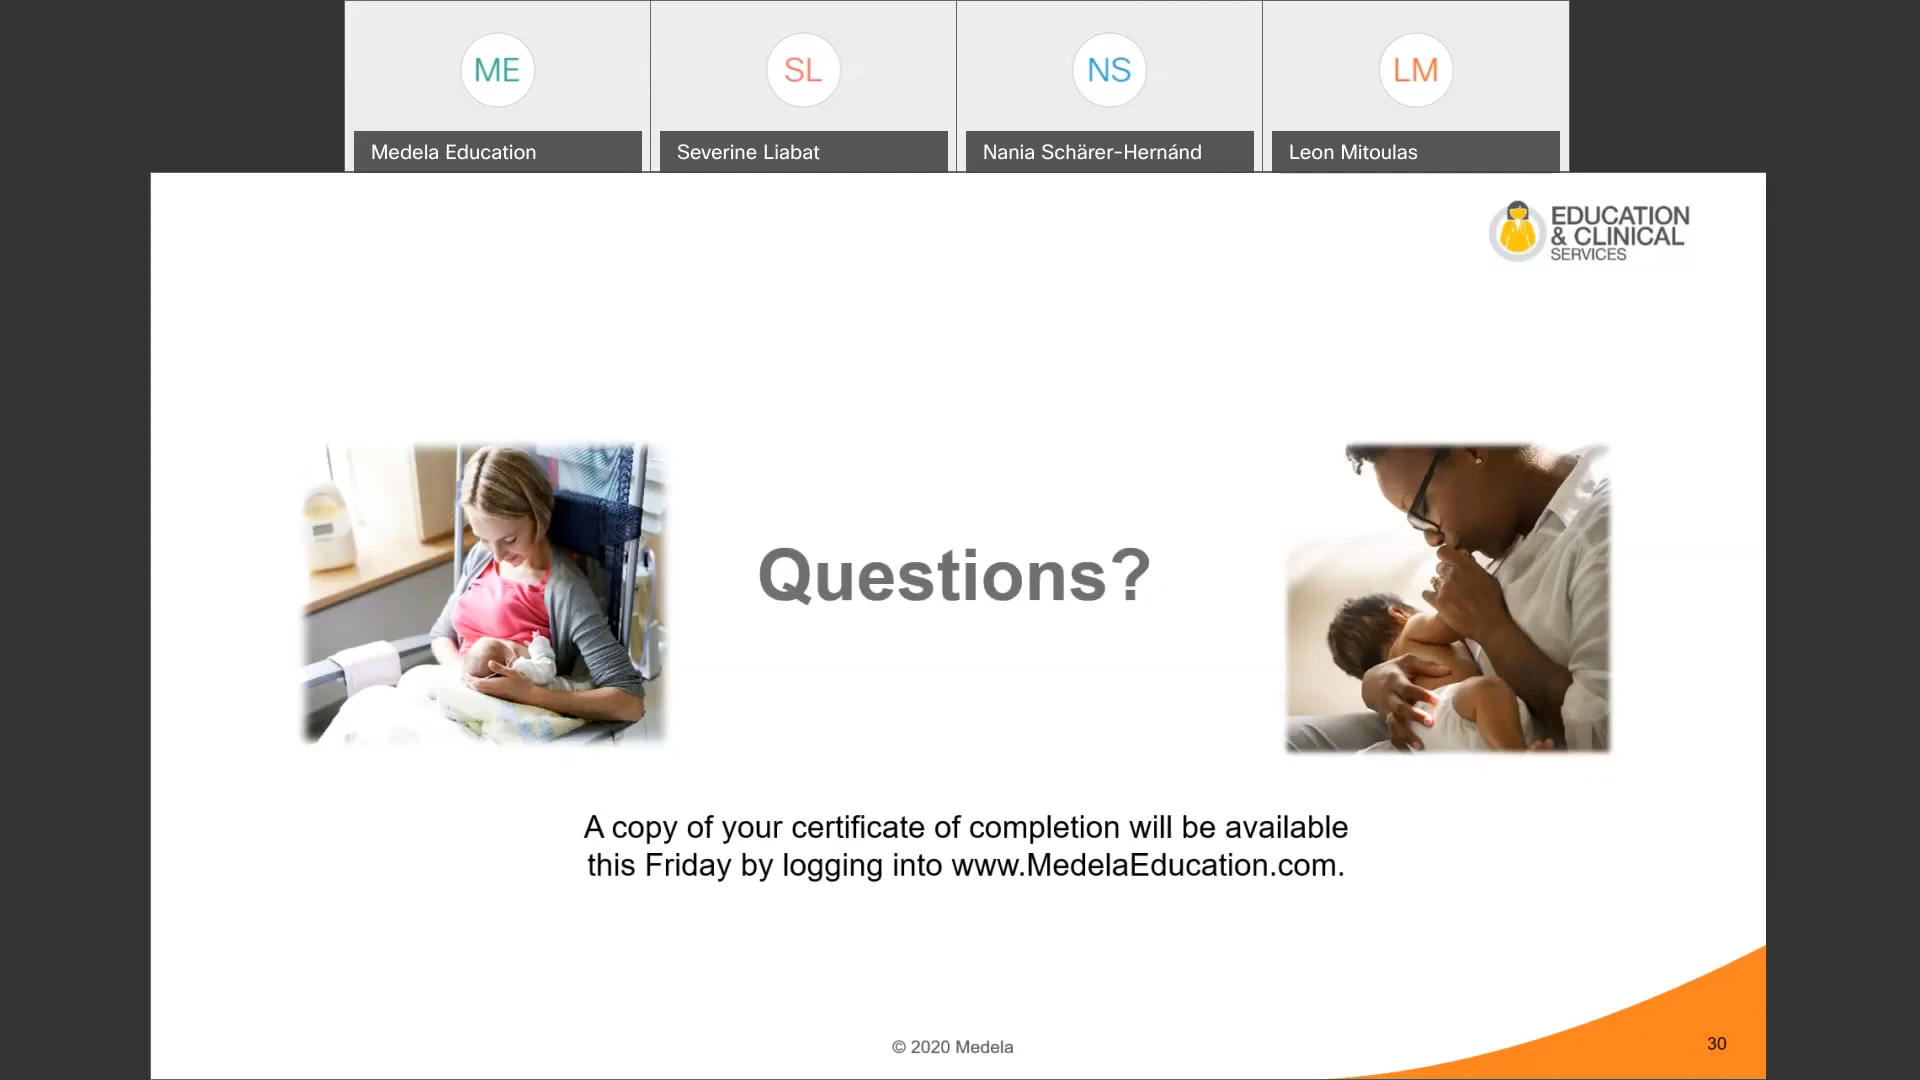 ME
SL
NS
LM
Medela Education
Severine Liabat
Nania Schärer-Hernánd
Leon Mitoulas
EDUCATION
& CLINICAL
SERVICES
Questions?
A copy of your certificate of completion will be available
this Friday by logging into www.MedelaEducation.com.
© 2020 Medela
30